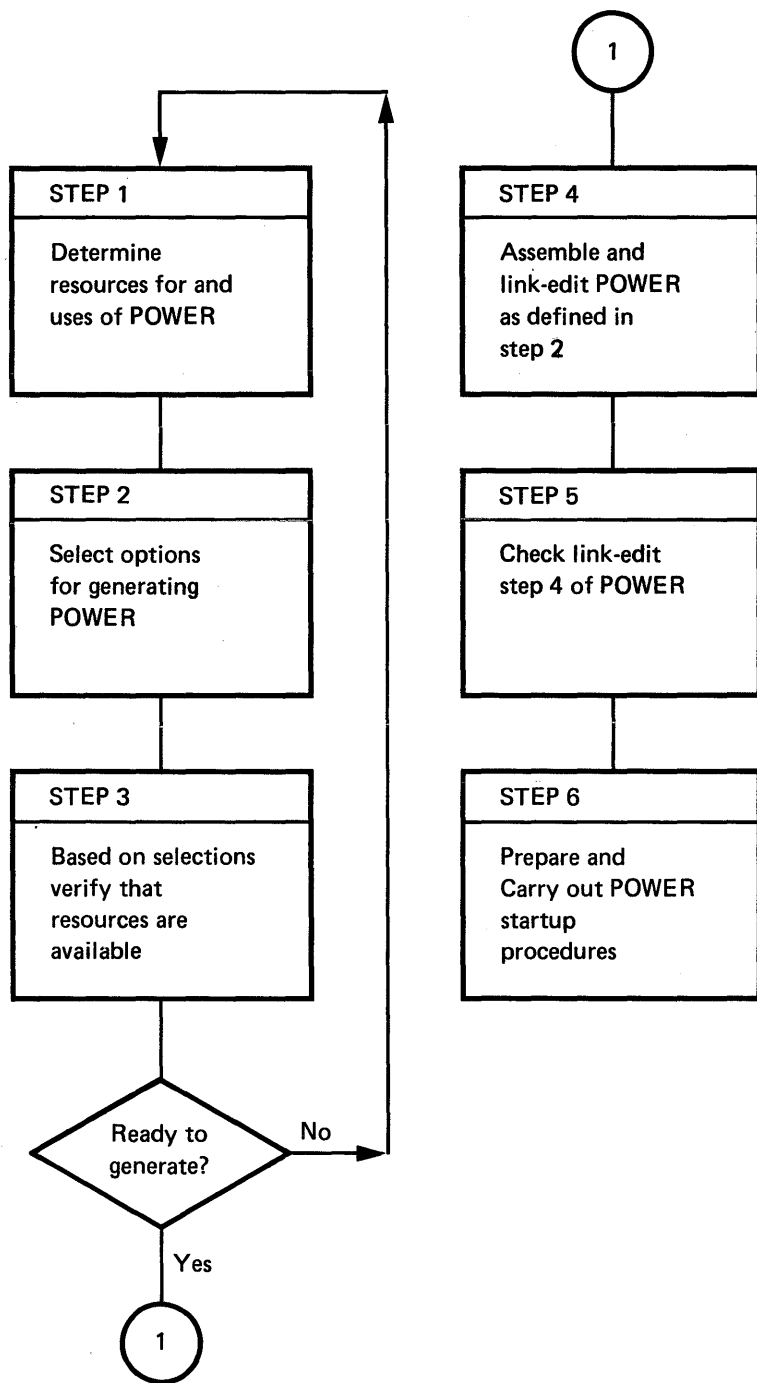 STEP 1
Determine
resources for and
uses of POWER
STEP 2
Select options
for generating
POWER
STEP 3
Based on selections
verify that
resources are
available
Ready to
generate?
No
Yes
1
1
STEP 4
Assemble and
link-edit POWER
as defined in
step 2
STEP 5
Check link-edit
step 4 of POWER
STEP 6
Prepare and
Carry out POWER
startup
procedures